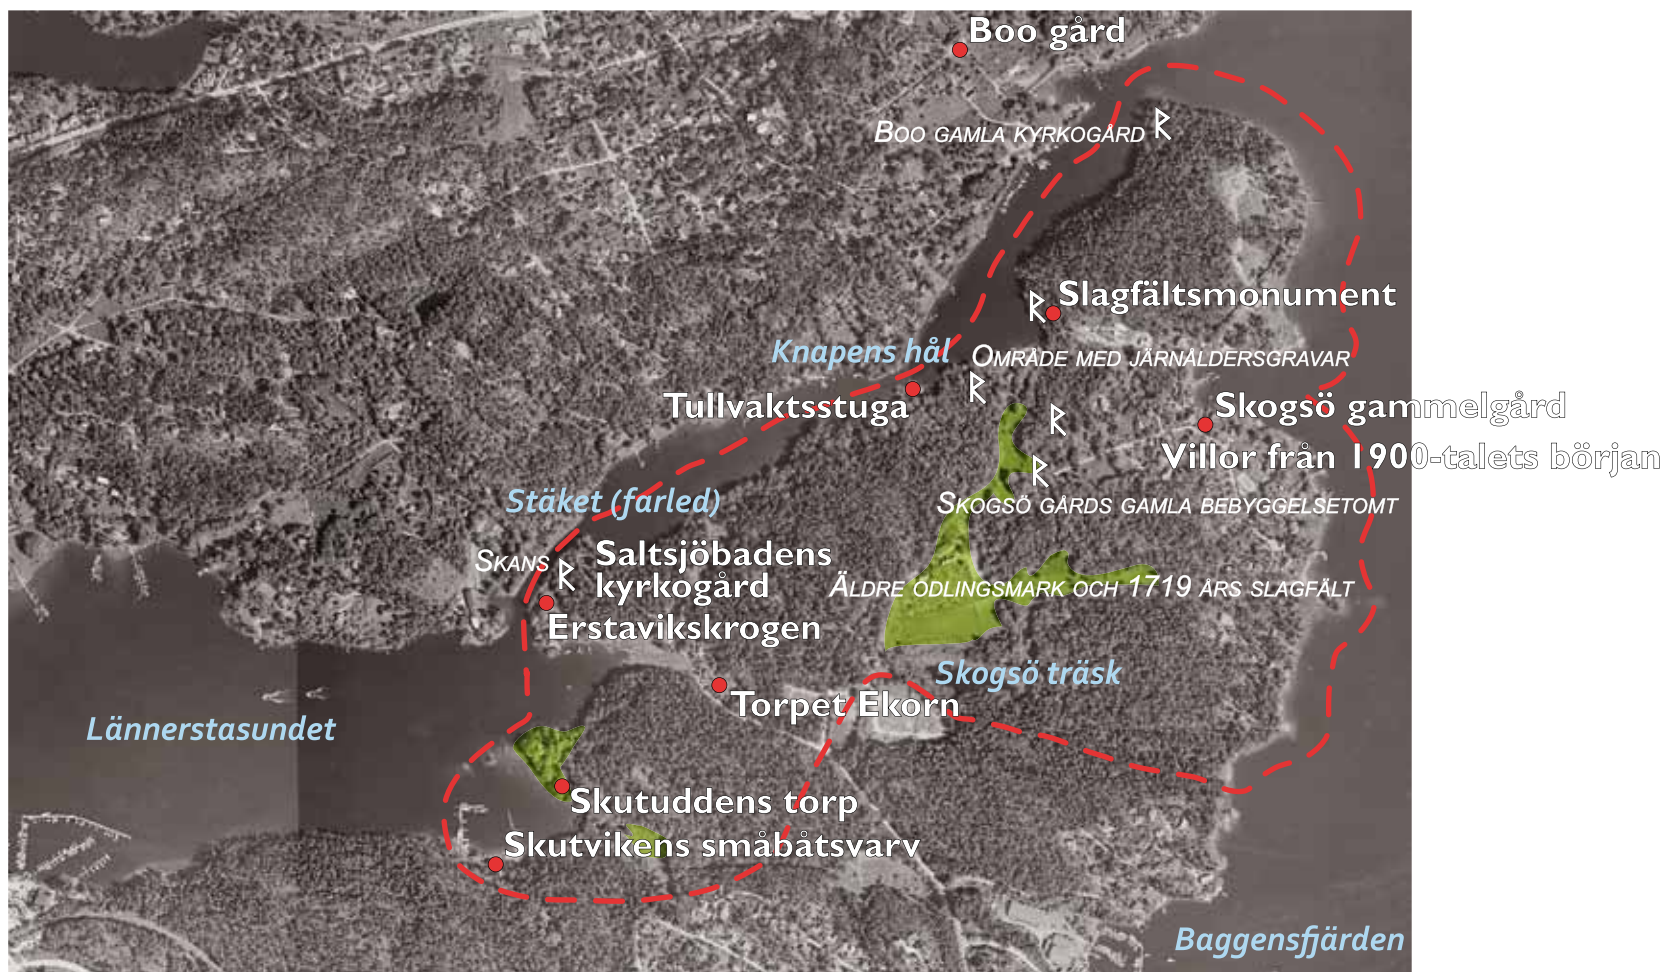 Boo gård
BOO GAMLA KYRKOGÅRD
Slagfältsmonument
Knapens hål
OMRÅDE MED JÄRNÅLDERSGRAVAR
Tullvaktsstuga
Skogsö gammelgård
Villor från 1900-talets början
Stäket (farled)
SKOGSÖ GÅRDS GAMLA BEBYGGELSETOMT
SKANS
Saltsjöbadens
kyrkogård
ÄLDRE ODLINGSMARK OCH 1719 ÅRS SLAGFÄLT
Erstavikskrogen
Skogsö träsk
Torpet Ekorn
Lännerstasundet
Skutuddens torp
Skutvikens småbåtsvarv
Baggensfjärden